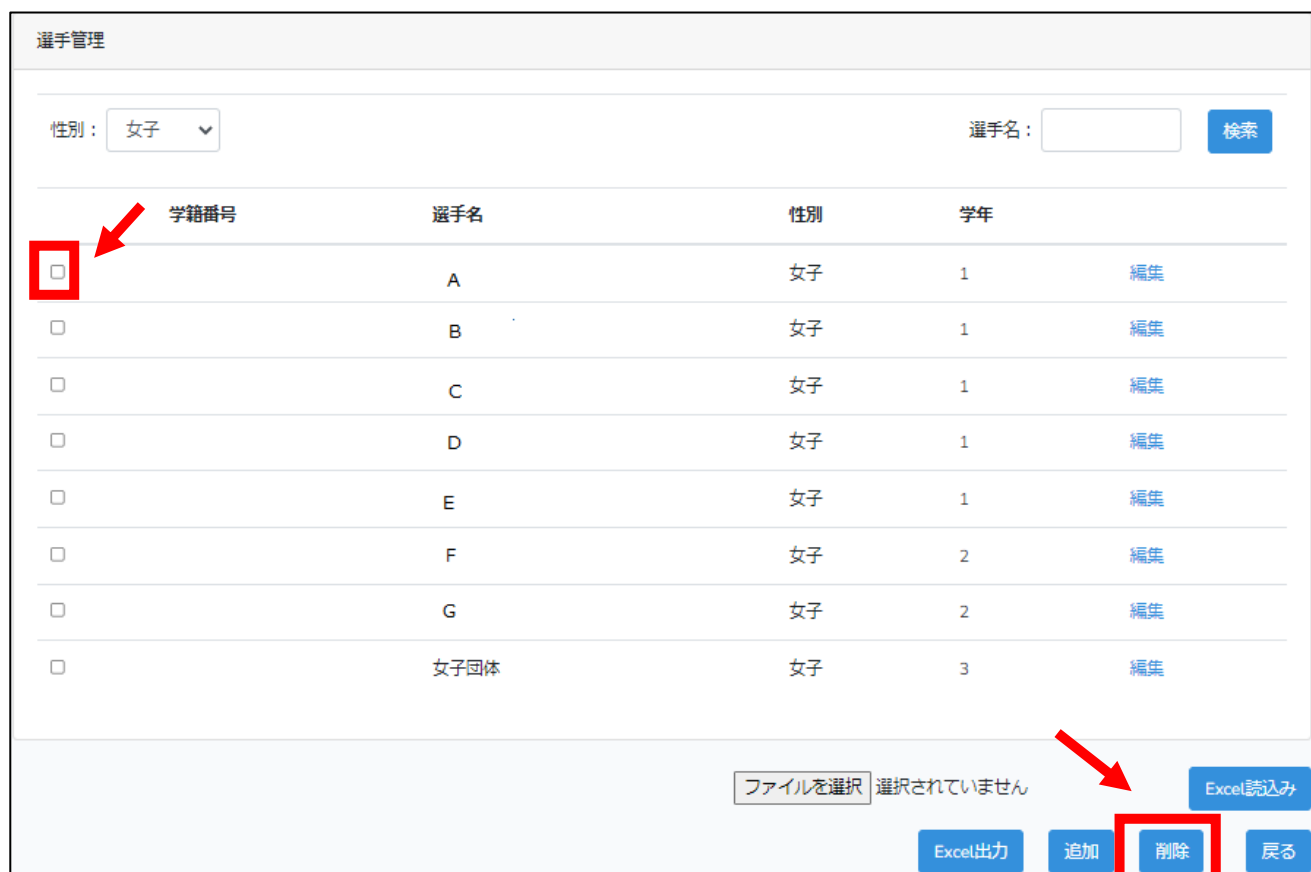 選手管理
性別： 女子 選手名： 検索
学籍番号 選手名 性別 学年
A 女子 1 編集
B 女子 1 編集
C 女子 1 編集
D 女子 1 編集
E 女子 1 編集
F 女子 2 編集
G 女子 2 編集
女子団体 女子 3 編集
ファイルを選択 選択されていません Excel読込み
Excel出力 追加 削除 戻る